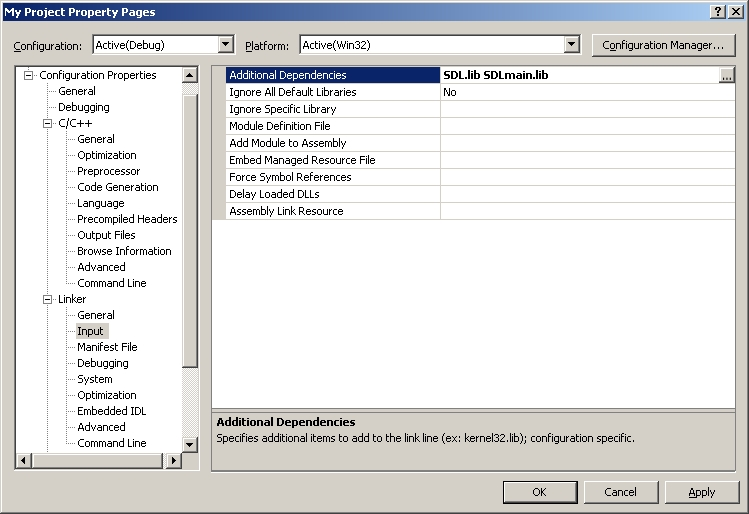 My Project Property Pages
Configuration: Active(Debug) Platform: Active(Win32) Configuration Manager...
Configuration Properties
General
Debugging
C/C++
General
Optimization
Preprocessor
Code Generation
Language
Precompiled Headers
Output Files
Browse Information
Advanced
Command Line
Linker
General
Input
Manifest File
Debugging
System
Optimization
Embedded IDL
Advanced
Command Line
Additional Dependencies SDL.lib SDLmain.lib ...
Ignore All Default Libraries No
Ignore Specific Library
Module Definition File
Add Module to Assembly
Embed Managed Resource File
Force Symbol References
Delay Loaded DLLs
Assembly Link Resource
Additional Dependencies
Specifies additional items to add to the link line (ex: kernel32.lib); configuration specific.
OK Cancel Apply